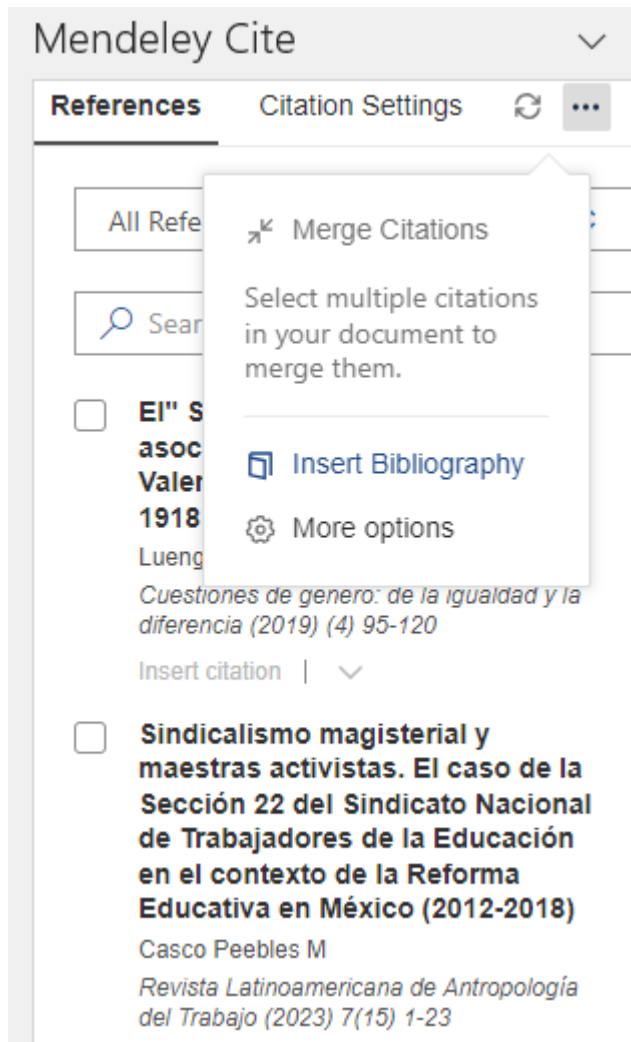 Mendeley Cite
References Citation Settings
All Refe
Merge Citations
Select multiple citations
in your document to
merge them.
Sear
Insert Bibliography
More options
El" S
asoc
Valer
1918
Lueng
Cuestiones de género: de la igualdad y la
diferencia (2019) (4) 95-120
Insert citation |
Sindicalismo magisterial y
maestras activistas. El caso de la
Sección 22 del Sindicato Nacional
de Trabajadores de la Educación
en el contexto de la Reforma
Educativa en México (2012-2018)
Casco Peebles M
Revista Latinoamericana de Antropología
del Trabajo (2023) 7(15) 1-23